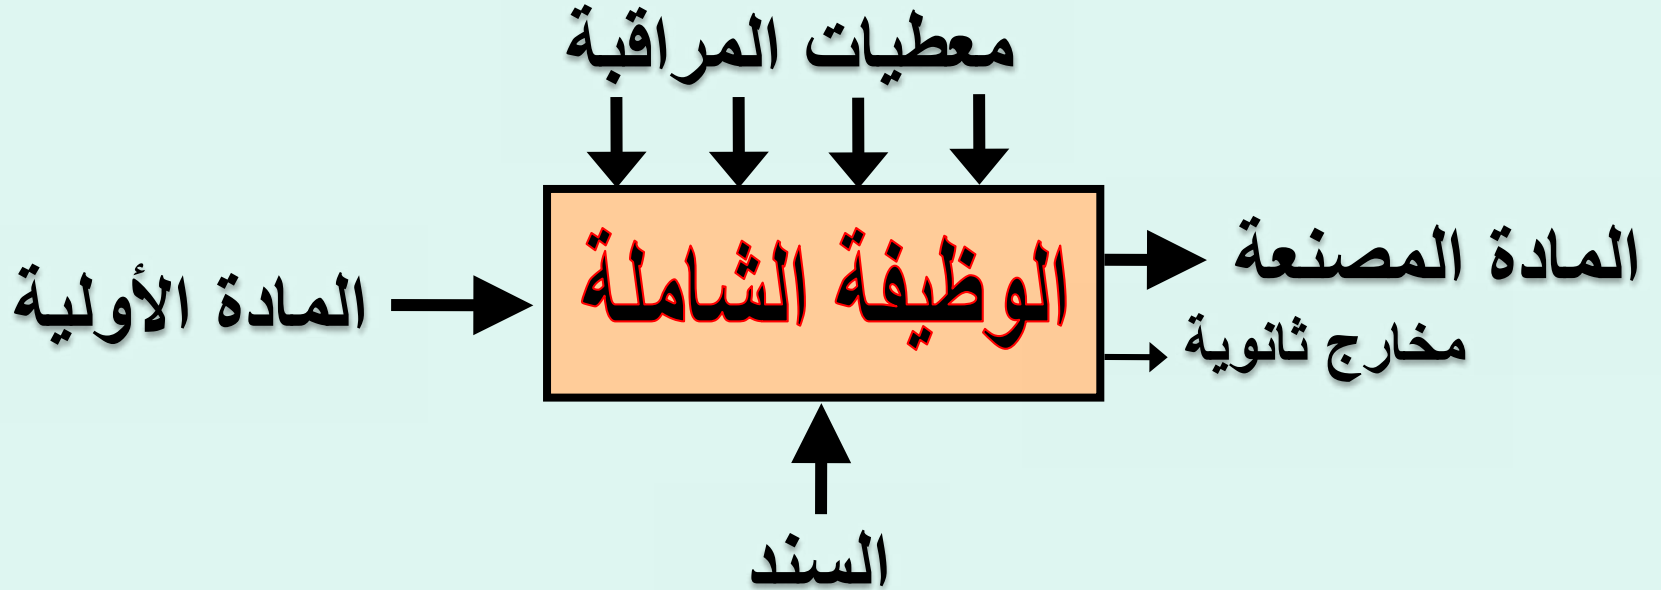 معطيات المراقبة
المادة المصنعة
الوظيفة الشاملة
المادة الأولية
مخارج ثانوية
السند